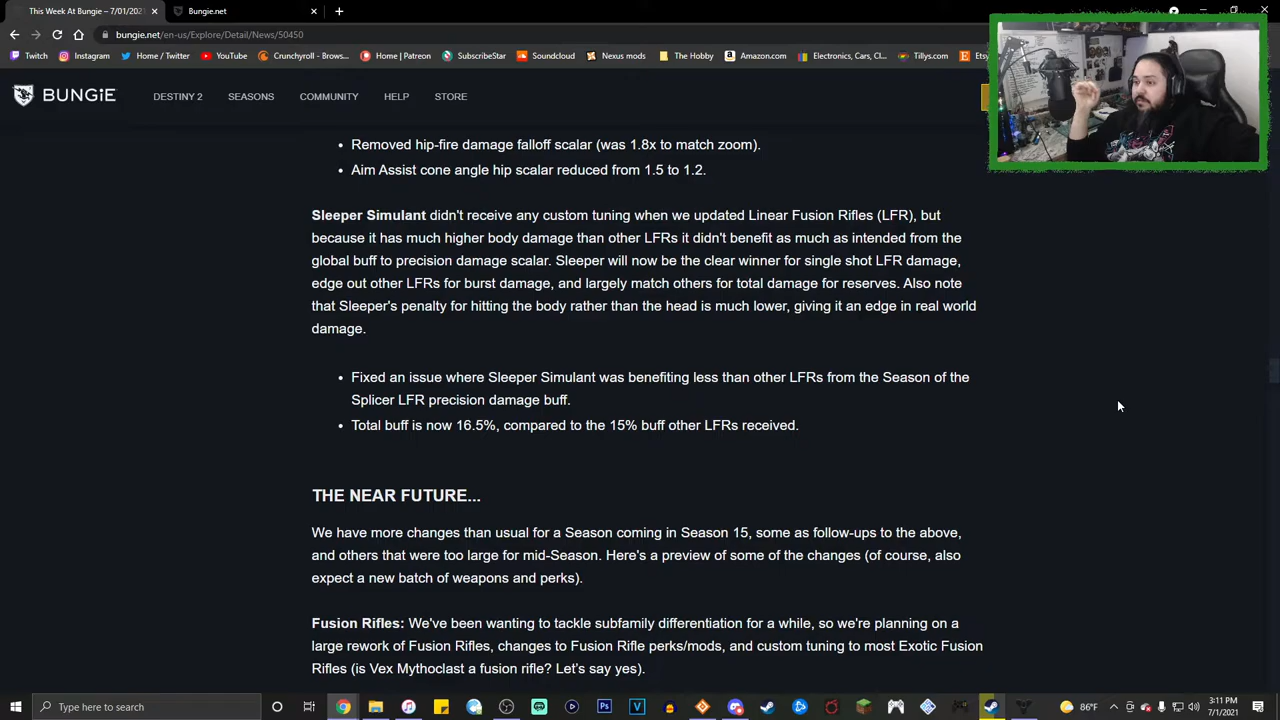 This Week At Bungie – 7/01/2021
Bungie.net
bungie.net/en-us/Explore/Detail/News/50450
Twitch Instagram Home / Twitter YouTube Crunchyroll - Brows... Home | Patreon SubscribeStar Soundcloud Nexus mods The Hobby Amazon.com Electronics, Cars, Cl... Tillys.com Ets
BUNGiE DESTINY 2 SEASONS COMMUNITY HELP STORE
• Removed hip-fire damage falloff scalar (was 1.8x to match zoom).
• Aim Assist cone angle hip scalar reduced from 1.5 to 1.2.
Sleeper Simulant didn't receive any custom tuning when we updated Linear Fusion Rifles (LFR), but
because it has much higher body damage than other LFRs it didn't benefit as much as intended from the
global buff to precision damage scalar. Sleeper will now be the clear winner for single shot LFR damage,
edge out other LFRs for burst damage, and largely match others for total damage for reserves. Also note
that Sleeper's penalty for hitting the body rather than the head is much lower, giving it an edge in real world
damage.
• Fixed an issue where Sleeper Simulant was benefiting less than other LFRs from the Season of the
Splicer LFR precision damage buff.
• Total buff is now 16.5%, compared to the 15% buff other LFRs received.
THE NEAR FUTURE...
We have more changes than usual for a Season coming in Season 15, some as follow-ups to the above,
and others that were too large for mid-Season. Here's a preview of some of the changes (of course, also
expect a new batch of weapons and perks).
Fusion Rifles: We've been wanting to tackle subfamily differentiation for a while, so we're planning on a
large rework of Fusion Rifles, changes to Fusion Rifle perks/mods, and custom tuning to most Exotic Fusion
Rifles (is Vex Mythoclast a fusion rifle? Let's say yes).
Type here to search
86°F
3:11 PM
7/1/2021